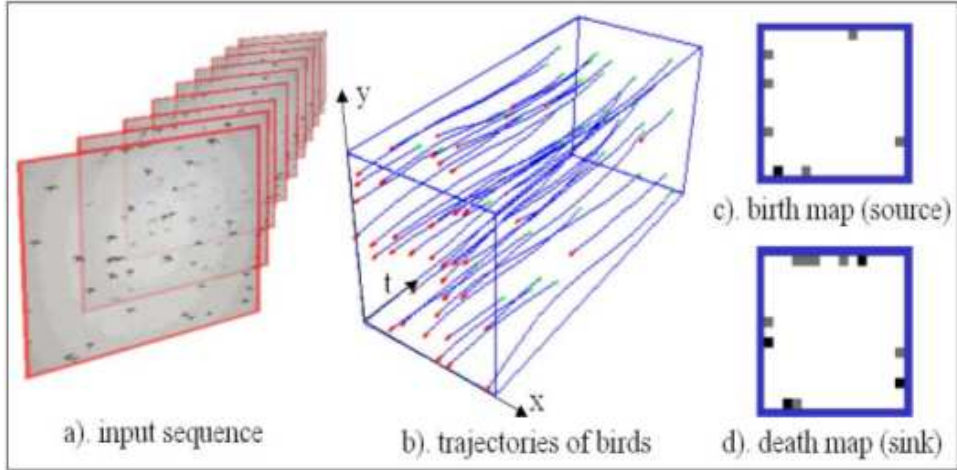 y
t
x
a). input sequence
b). trajectories of birds
c). birth map (source)
d). death map (sink)